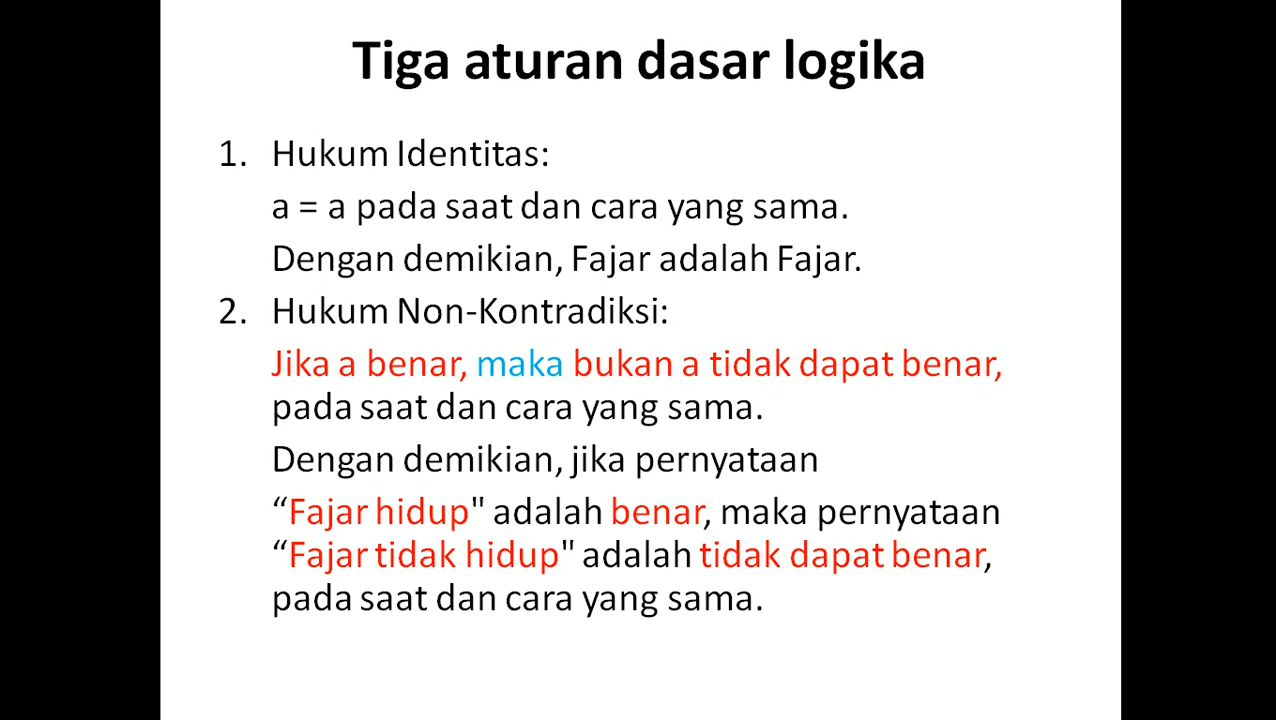 Tiga aturan dasar logika
1. Hukum Identitas:
a = a pada saat dan cara yang sama.
Dengan demikian, Fajar adalah Fajar.
2. Hukum Non-Kontradiksi:
Jika a benar, maka bukan a tidak dapat benar,
pada saat dan cara yang sama.
Dengan demikian, jika pernyataan
“Fajar hidup" adalah benar, maka pernyataan
“Fajar tidak hidup" adalah tidak dapat benar,
pada saat dan cara yang sama.